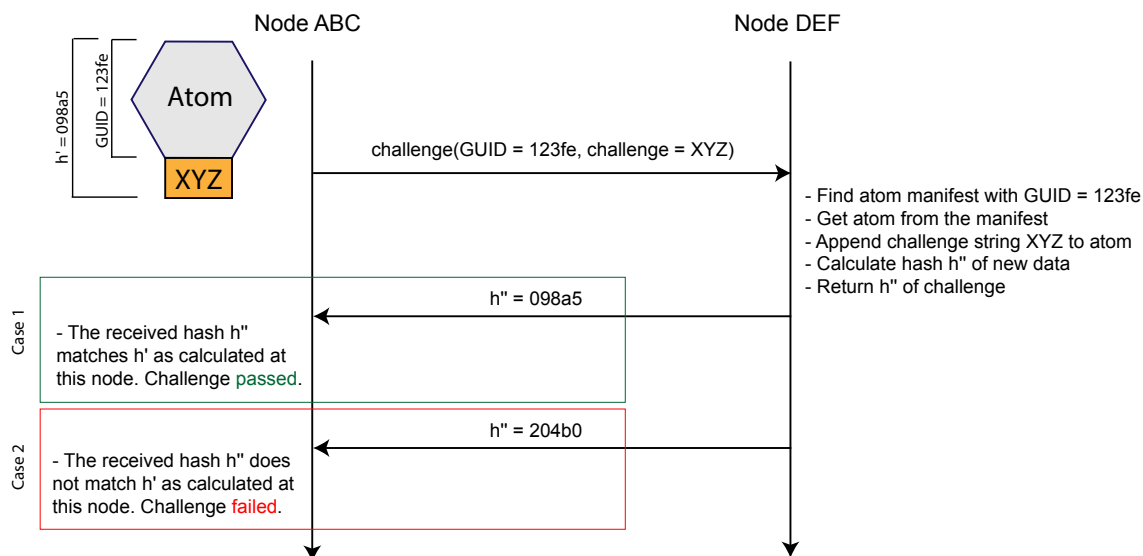 Node ABC
Node DEF
h' = 098a5
GUID = 123fe
Atom
XYZ
challenge(GUID = 123fe, challenge = XYZ)
- Find atom manifest with GUID = 123fe
- Get atom from the manifest
- Append challenge string XYZ to atom
- Calculate hash h'' of new data
- Return h'' of challenge
Case 1
h'' = 098a5
- The received hash h''
matches h' as calculated at
this node. Challenge passed.
Case 2
h'' = 204b0
- The received hash h'' does
not match h' as calculated at
this node. Challenge failed.